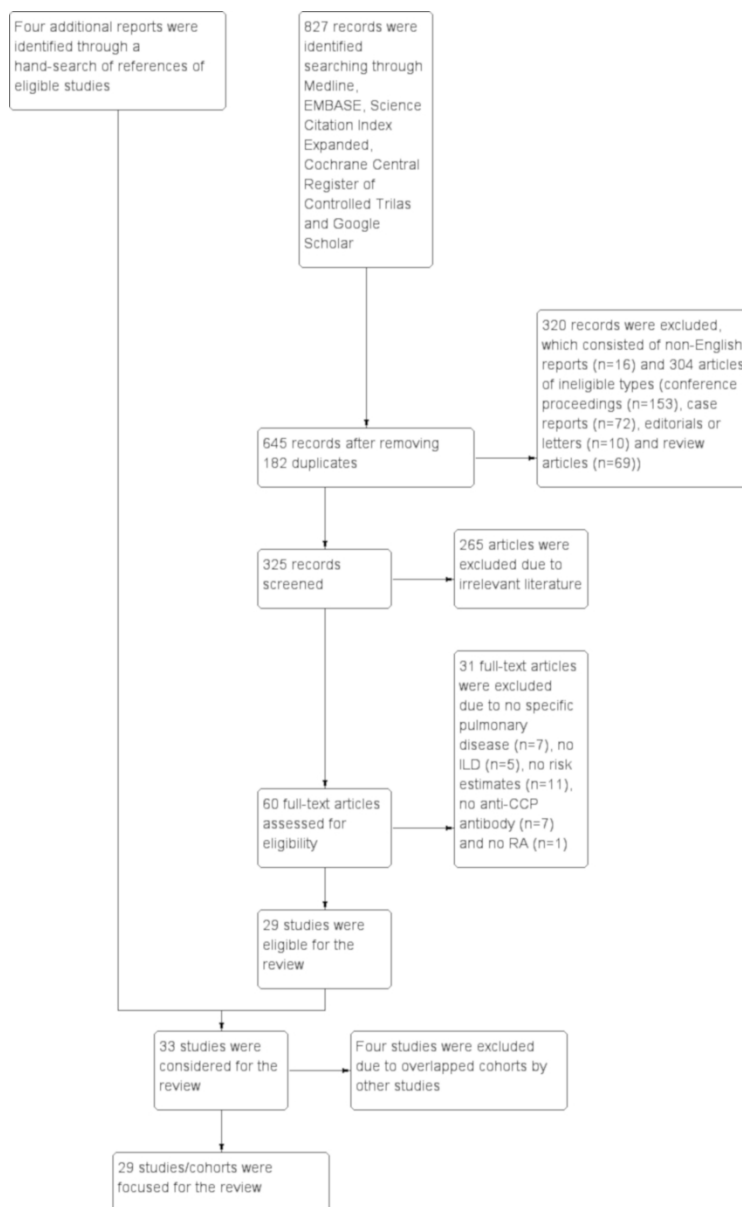 Four additional reports were
identified through a
hand-search of references of
eligible studies
827 records were
identified
searching through
Medline,
EMBASE, Science
Citation Index
Expanded,
Cochrane Central
Register of
Controlled Trilas
and Google
Scholar
320 records were excluded,
which consisted of non-English
reports (n=16) and 304 articles
of ineligible types (conference
proceedings (n=153), case
reports (n=72), editorials or
letters (n=10) and review
articles (n=69))
645 records after removing
182 duplicates
325 records
screened
265 articles were
excluded due to
irrelevant literature
31 full-text articles
were excluded
due to no specific
pulmonary
disease (n=7), no
ILD (n=5), no risk
estimates (n=11),
no anti-CCP
antibody (n=7)
and no RA (n=1)
60 full-text articles
assessed for
eligibility
29 studies were
eligible for the
review
33 studies were
considered for the
review
Four studies were excluded
due to overlapped cohorts by
other studies
29 studies/cohorts were
focused for the review